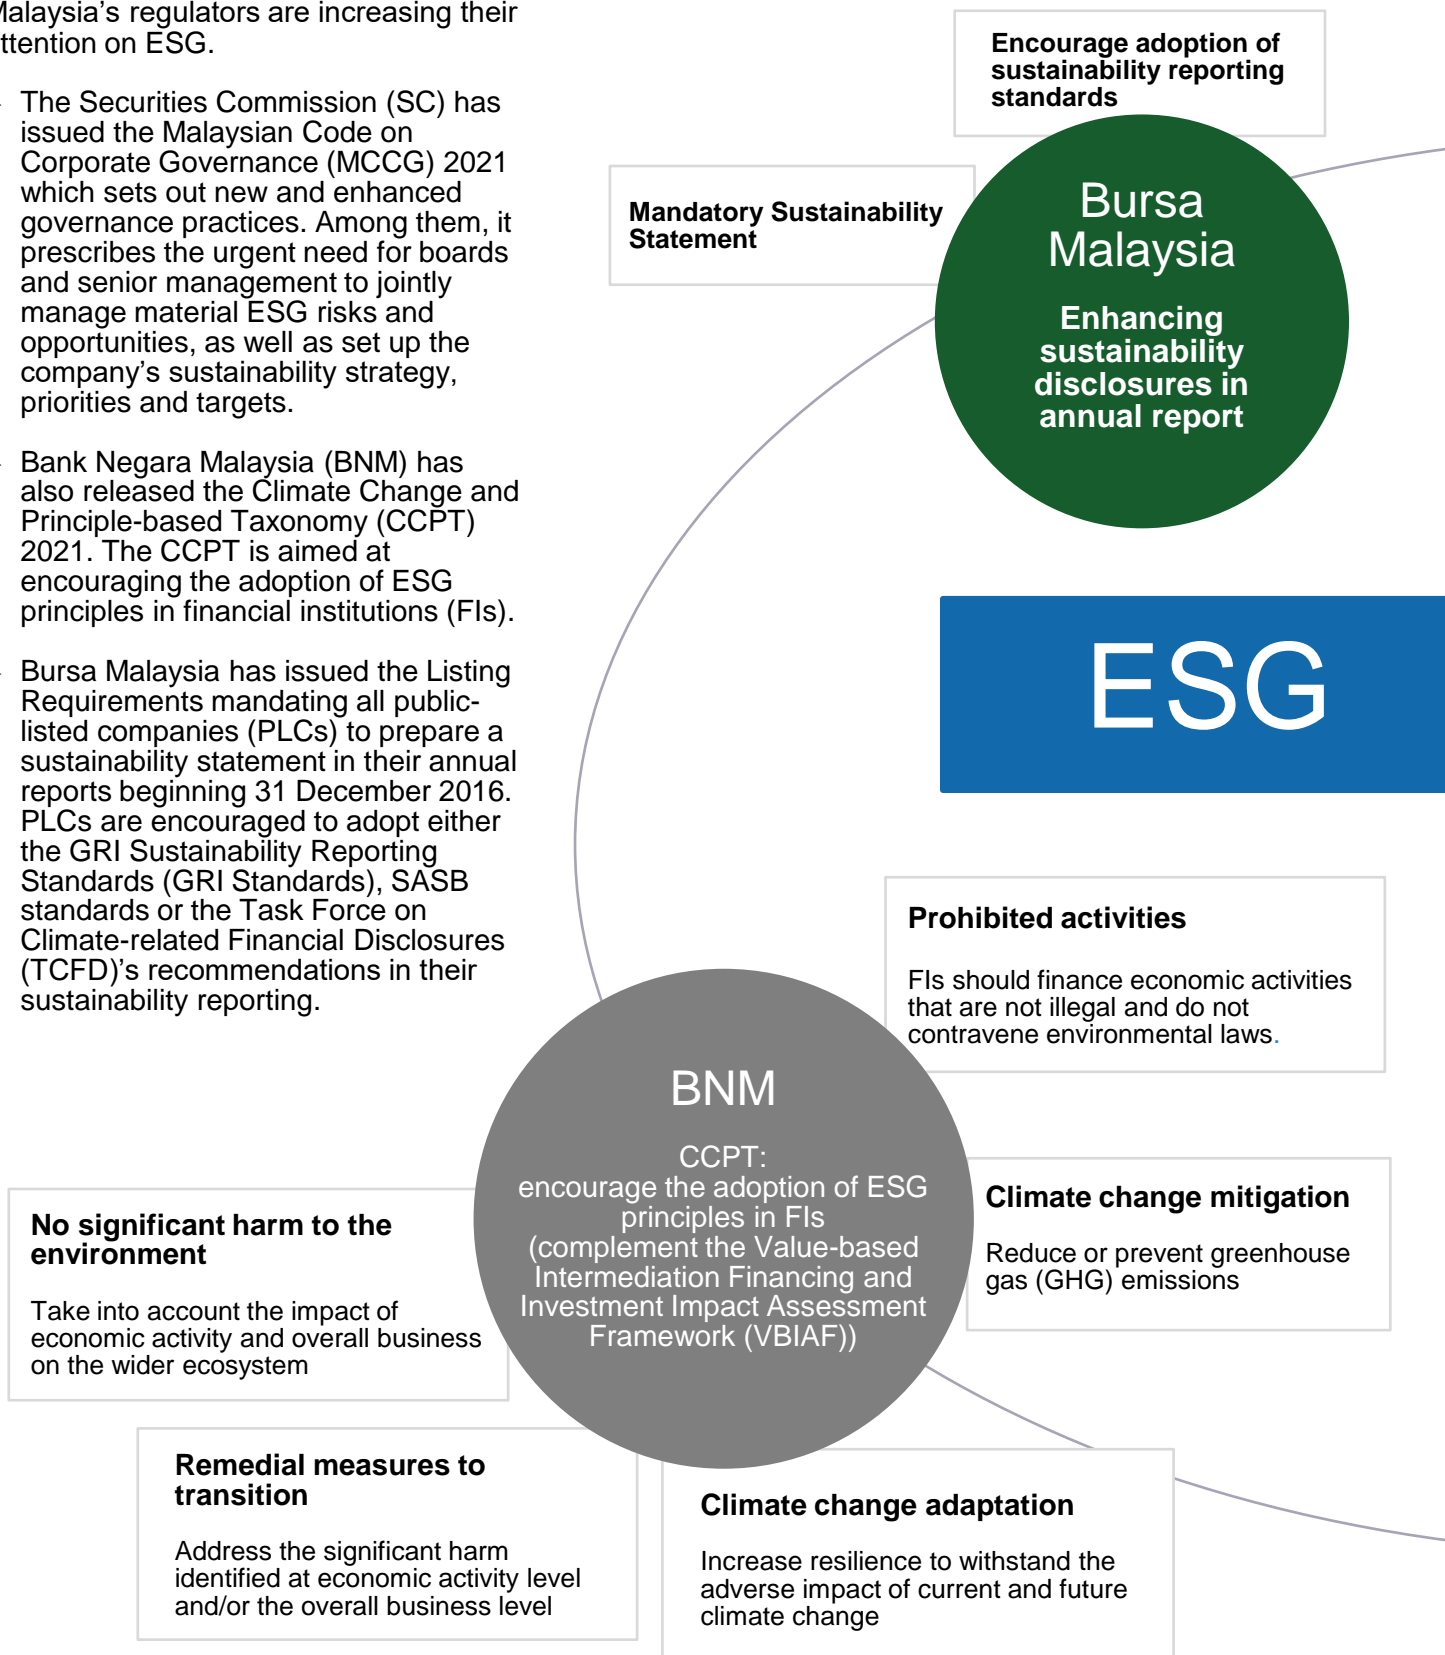 Malaysia's regulators are increasing their
attention on ESG.
The Securities Commission (SC) has
issued the Malaysian Code on
Corporate Governance (MCCG) 2021
which sets out new and enhanced
governance practices. Among them, it
prescribes the urgent need for boards
and senior management to jointly
manage material ESG risks and
opportunities, as well as set up the
company's sustainability strategy,
priorities and targets.
Bank Negara Malaysia (BNM) has
also released the Climate Change and
Principle-based Taxonomy (CCPT)
2021. The CCPT is aimed at
encouraging the adoption of ESG
principles in financial institutions (FIs).
Bursa Malaysia has issued the Listing
Requirements mandating all public-
listed companies (PLCs) to prepare a
sustainability statement in their annual
reports beginning 31 December 2016.
PLCs are encouraged to adopt either
the GRI Sustainability Reporting
Standards (GRI Standards), SASB
standards or the Task Force on
Climate-related Financial Disclosures
(TCFD)'s recommendations in their
sustainability reporting.
Encourage adoption of
sustainability reporting
standards
Mandatory Sustainability
Statement
Bursa
Malaysia
Enhancing
sustainability
disclosures in
annual report
ESG
Prohibited activities
FIs should finance economic activities
that are not illegal and do not
contravene environmental laws.
BNM
CCPT:
encourage the adoption of ESG
principles in FIs
(complement the Value-based
Intermediation Financing and
Investment Impact Assessment
Framework (VBIAF))
Climate change mitigation
Reduce or prevent greenhouse
gas (GHG) emissions
No significant harm to the
environment
Take into account the impact of
economic activity and overall business
on the wider ecosystem
Remedial measures to
transition
Address the significant harm
identified at economic activity level
and/or the overall business level
Climate change adaptation
Increase resilience to withstand the
adverse impact of current and future
climate change